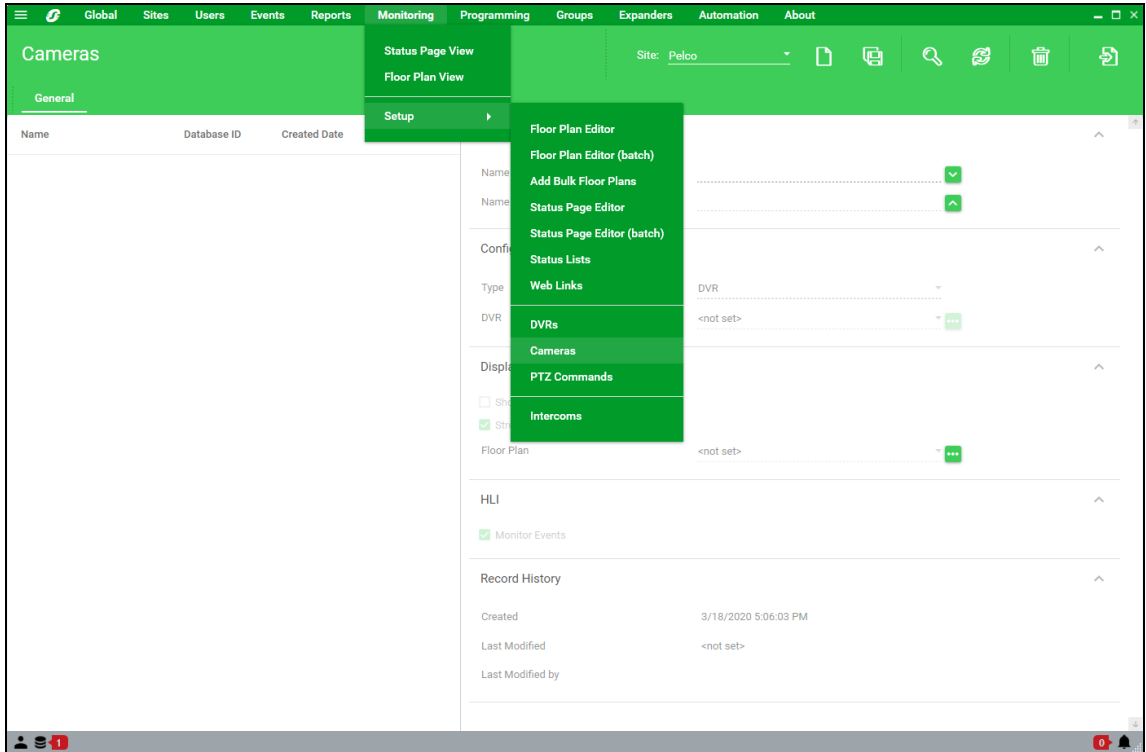 Global Sites Users Events Reports Monitoring Programming Groups Expanders Automation About
Cameras
Status Page View
Floor Plan View
Setup
Site: Pelco
General
Name Database ID Created Date
Floor Plan Editor
Floor Plan Editor (batch)
Add Bulk Floor Plans
Status Page Editor
Status Page Editor (batch)
Status Lists
Web Links
DVRs
Cameras
PTZ Commands
Intercoms
Name
Name
Confi
Type DVR
DVR <not set>
Displa
Sho
Stre
Floor Plan <not set>
HLI
Monitor Events
Record History
Created 3/18/2020 5:06:03 PM
Last Modified <not set>
Last Modified by
1 0